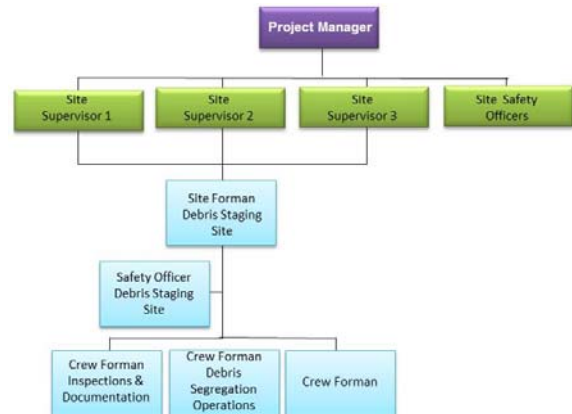 Project Manager
Site
Supervisor 1
Site
Supervisor 2
Site
Supervisor 3
Site Safety
Officers
Site Forman
Debris Staging
Site
Safety Officer
Debris Staging
Site
Crew Forman
Inspections &
Documentation
Crew Forman
Debris
Segregation
Operations
Crew Forman